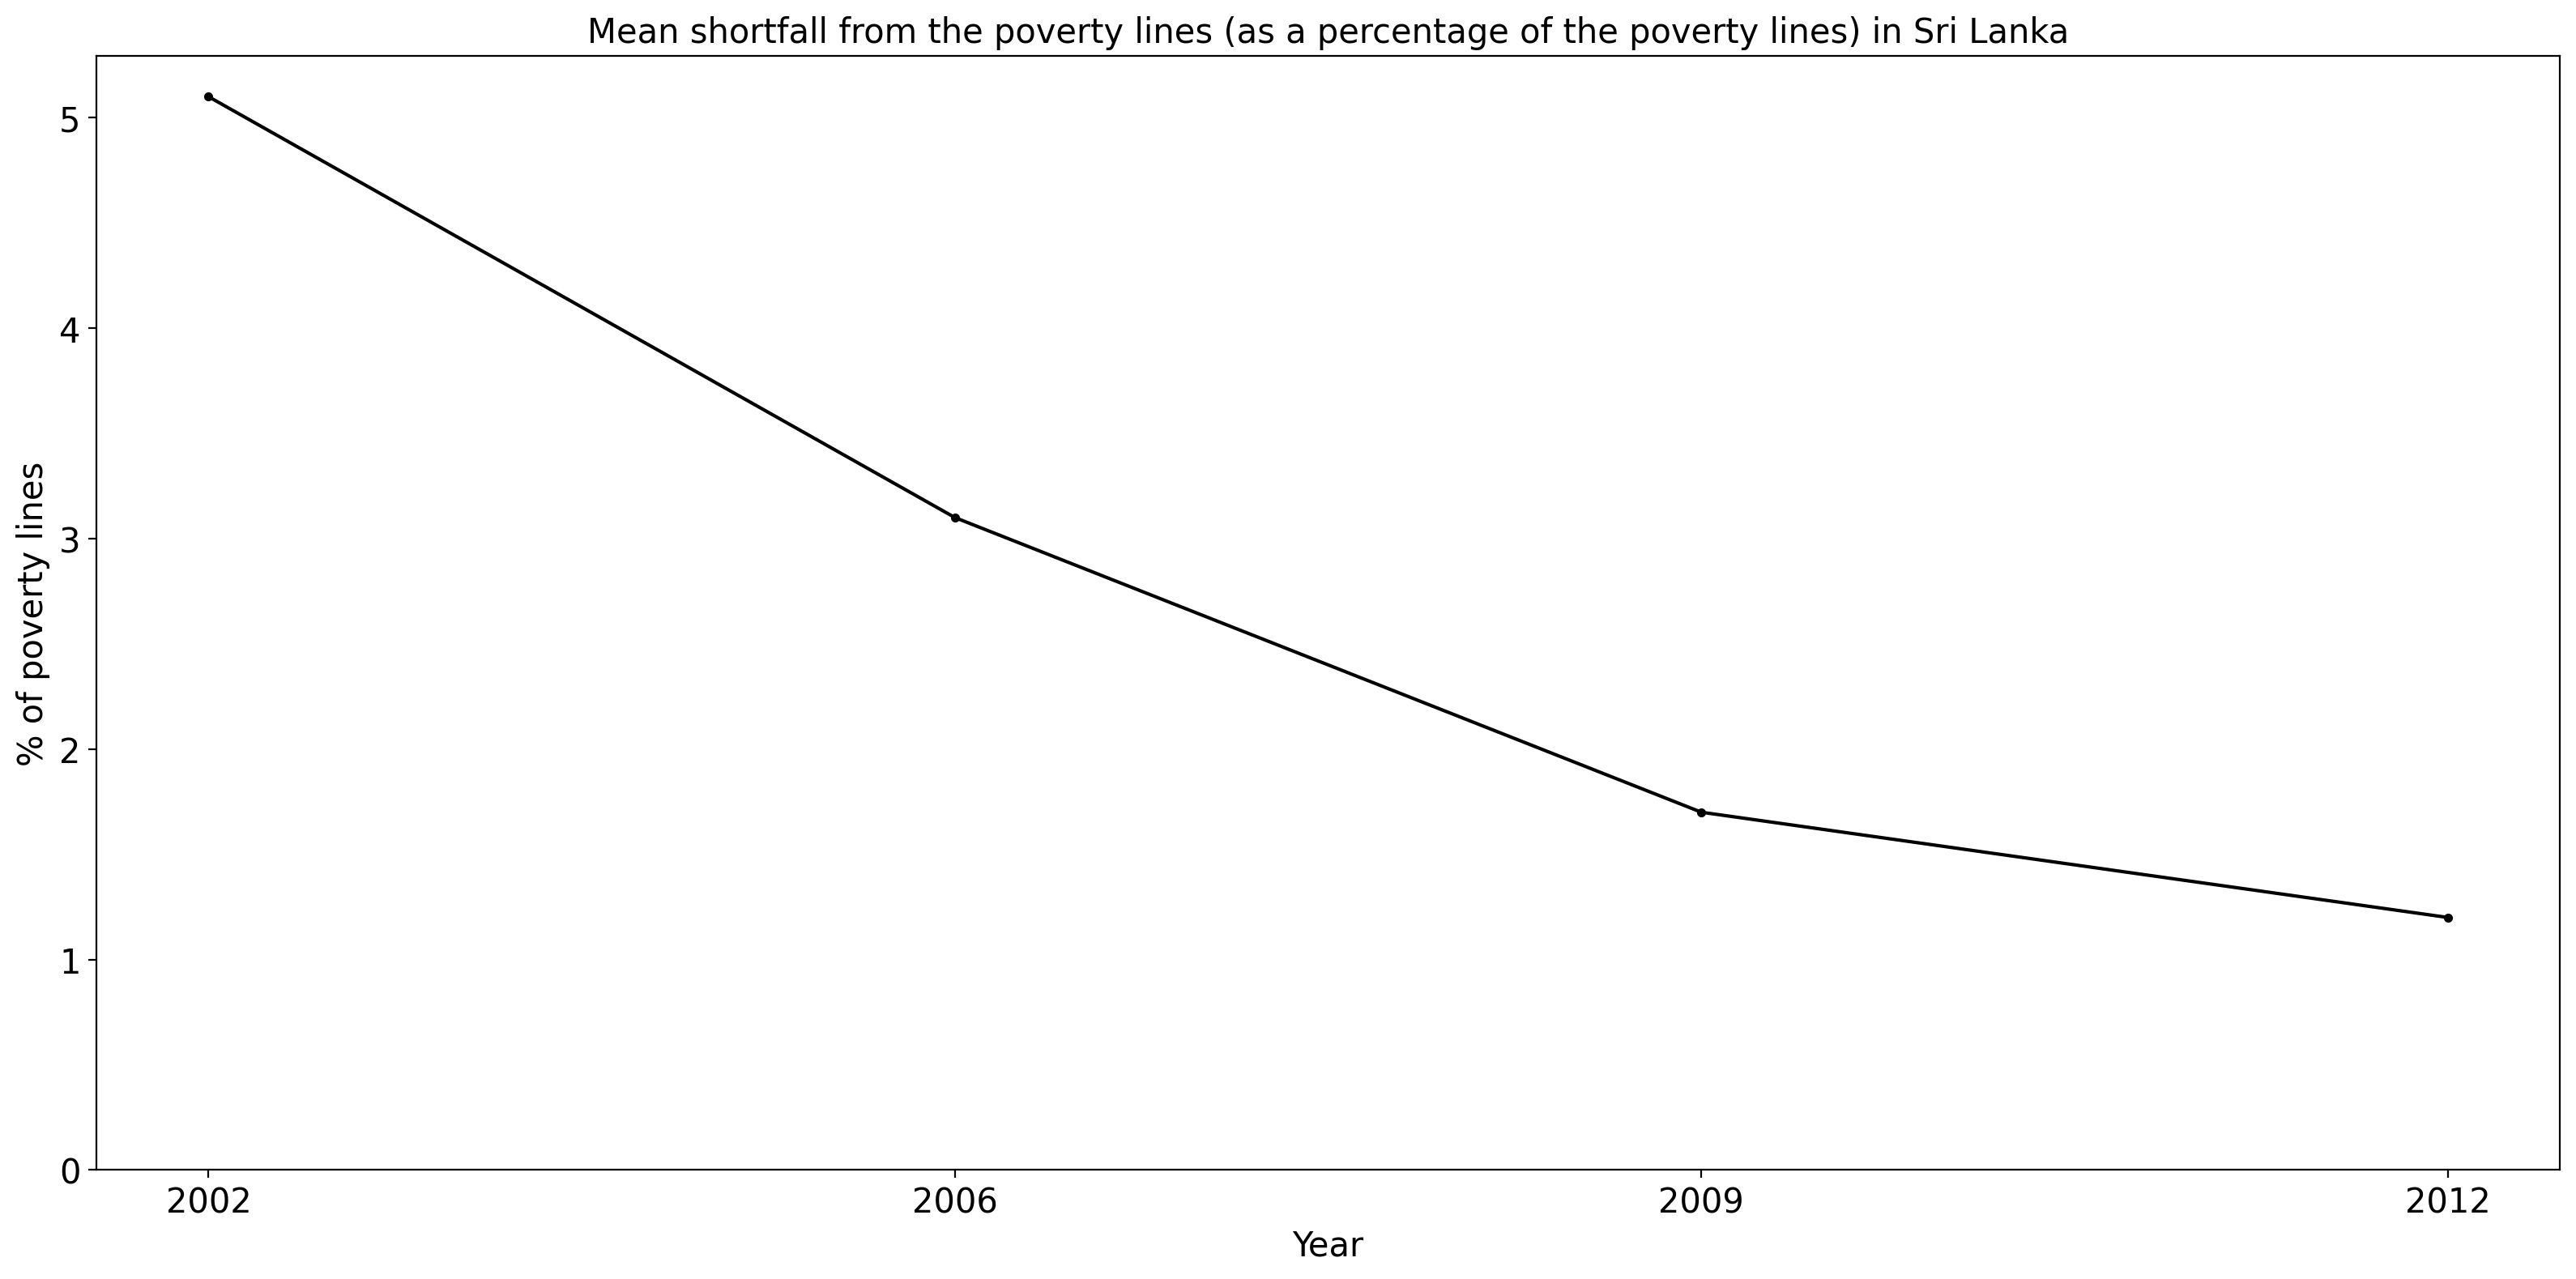 Mean shortfall from the poverty lines (as a percentage of the poverty lines) in Sri Lanka
% of poverty lines
5
4
3
2
1
0
2002 2006 2009 2012
Year